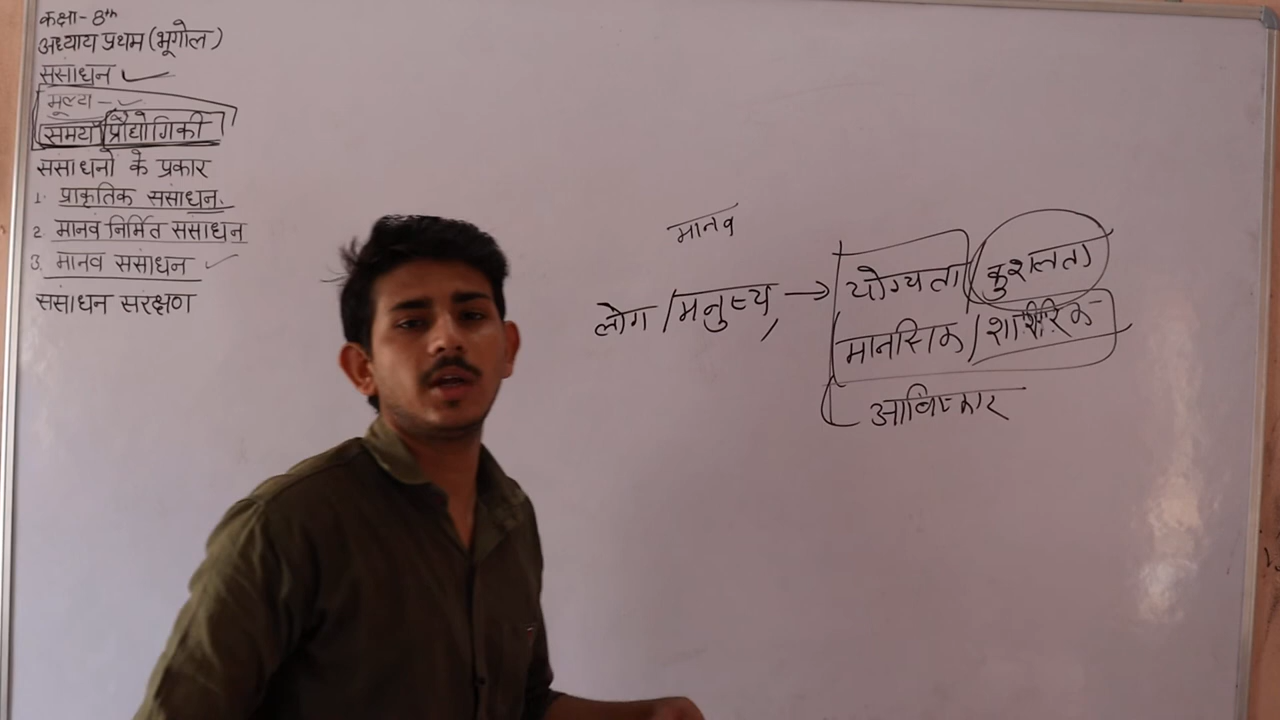 कक्षा - 8th
अध्याय प्रथम (भूगोल)
संसाधन
मूल्य -
समय प्रौद्योगिकी
संसाधनों के प्रकार
1. प्राकृतिक संसाधन.
2. मानव निर्मित संसाधन
3. मानव संसाधन
संसाधन संरक्षण
मानव
लोग / मनुष्य, → योग्यता कुशलता
मानसिक / शारीरिक
आविष्कार